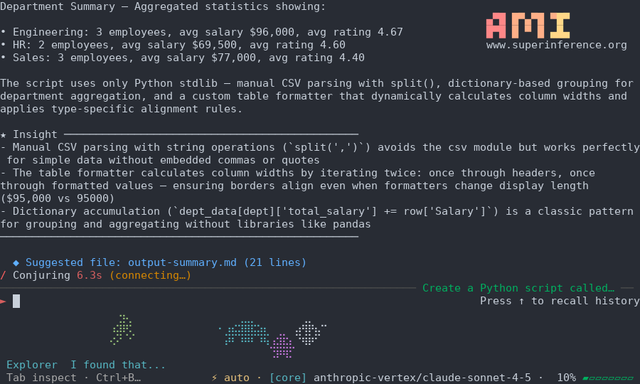 Department Summary — Aggregated statistics showing:
• Engineering: 3 employees, avg salary $96,000, avg rating 4.67
• HR: 2 employees, avg salary $69,500, avg rating 4.60
• Sales: 3 employees, avg salary $77,000, avg rating 4.40
www.superinference.org
The script uses only Python stdlib — manual CSV parsing with split(), dictionary-based grouping for
department aggregation, and a custom table formatter that dynamically calculates column widths and
applies type-specific alignment rules.
★ Insight
- Manual CSV parsing with string operations (`split(',')`) avoids the csv module but works perfectly
for simple data without embedded commas or quotes
- The table formatter calculates column widths by iterating twice: once through headers, once
through formatted values — ensuring borders align even when formatters change display length
($95,000 vs 95000)
- Dictionary accumulation (`dept_data[dept]['total_salary'] += row['Salary']`) is a classic pattern
for grouping and aggregating without libraries like pandas
◆ Suggested file: output-summary.md (21 lines)
/ Conjuring 6.3s (connecting…)
Create a Python script called…
► Press ↑ to recall history
Explorer I found that...
Tab inspect · Ctrl+B… ⚡ auto · [core] anthropic-vertex/claude-sonnet-4-5 · 10%